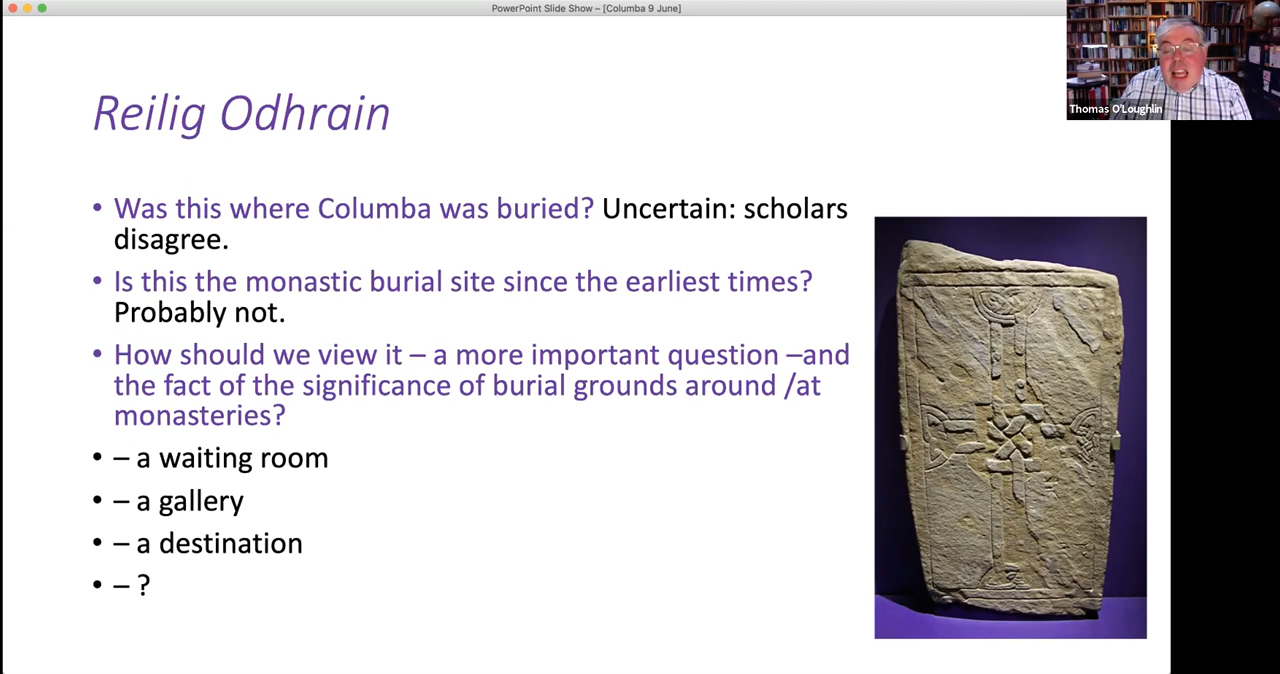 PowerPoint Slide Show – [Columba 9 June]
Thomas O'Loughlin
Reilig Odhrain
• Was this where Columba was buried? Uncertain: scholars
disagree.
• Is this the monastic burial site since the earliest times?
Probably not.
• How should we view it – a more important question –and
the fact of the significance of burial grounds around /at
monasteries?
• – a waiting room
• – a gallery
• – a destination
• – ?